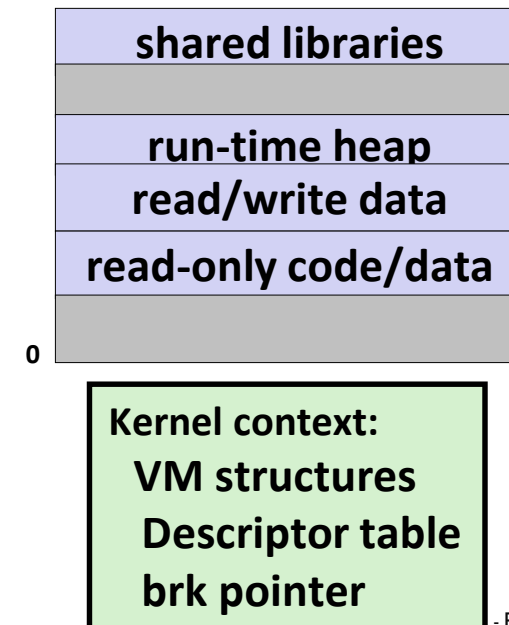 shared libraries
run-time heap
read/write data
read-only code/data
0
Kernel context:
VM structures
Descriptor table
brk pointer